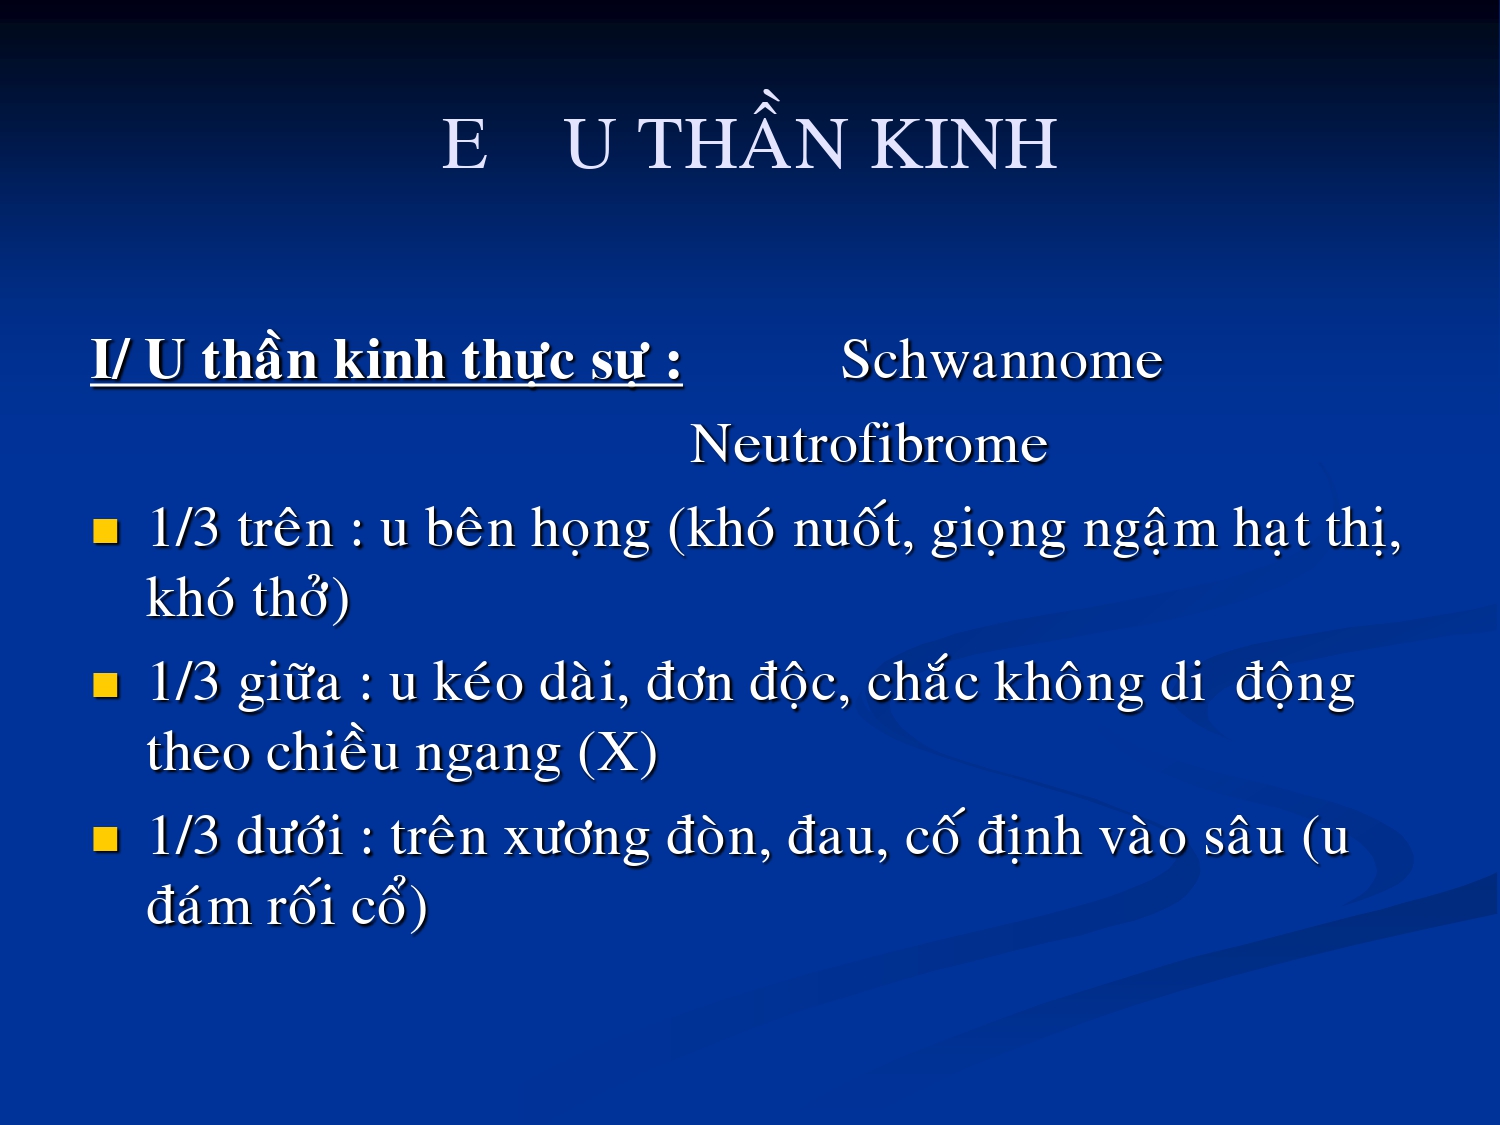 E U THẦN KINH
I/ U thần kinh thực sự : Schwannome
Neutrofibrome
1/3 trên : u bên họng (khó nuốt, giọng ngậm hạt thị,
khó thở)
1/3 giữa : u kéo dài, đơn độc, chắc không di động
theo chiều ngang (X)
1/3 dưới : trên xương đòn, đau, cố định vào sâu (u
đám rối cổ)